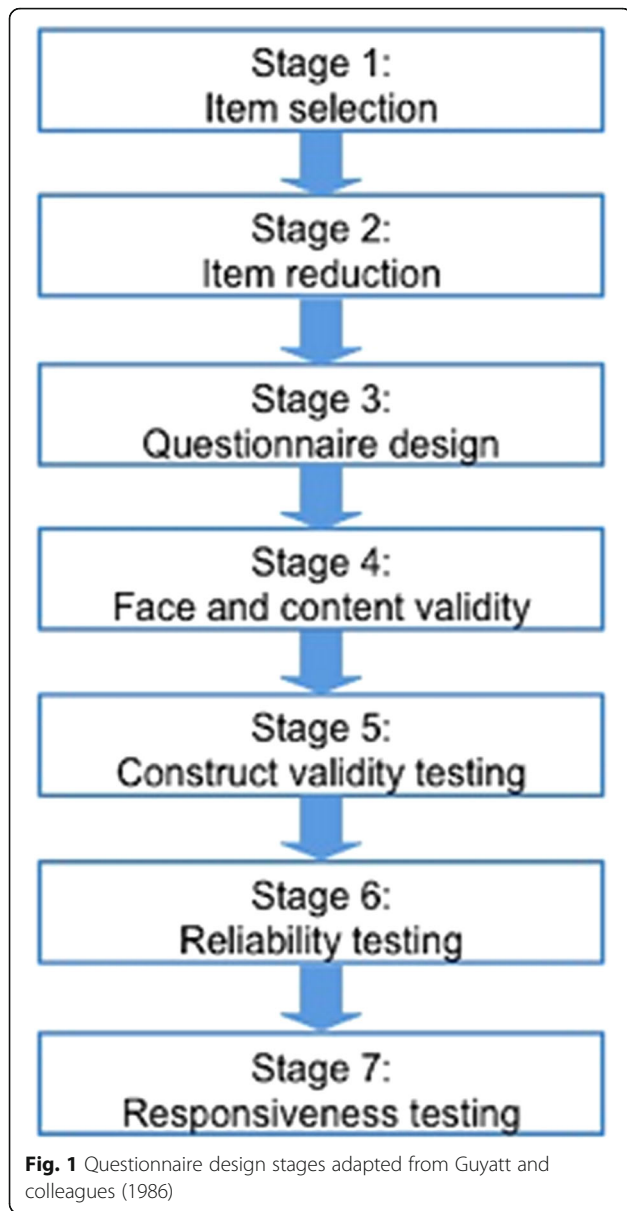 Stage 1:
Item selection
Stage 2:
Item reduction
Stage 3:
Questionnaire design
Stage 4:
Face and content validity
Stage 5:
Construct validity testing
Stage 6:
Reliability testing
Stage 7:
Responsiveness testing
Fig. 1 Questionnaire design stages adapted from Guyatt and
colleagues (1986)